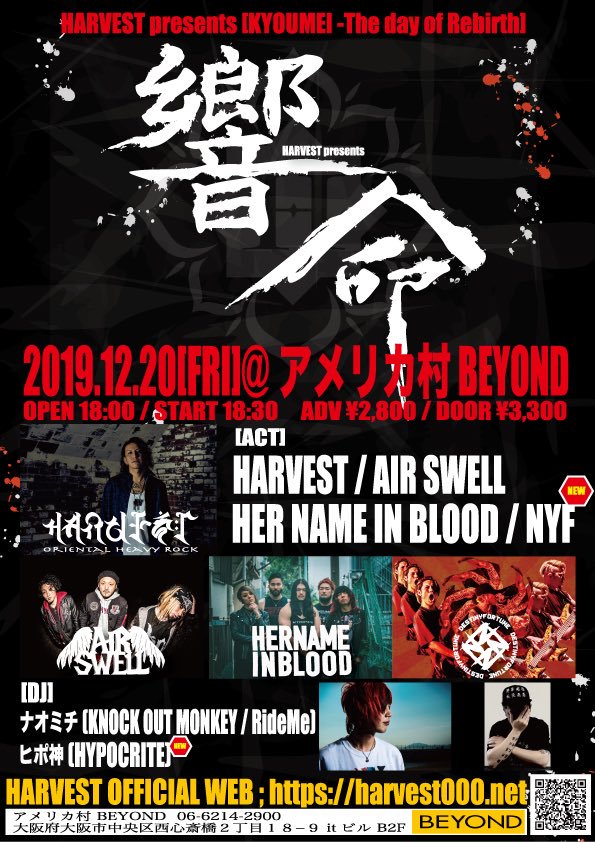 HARVEST presents [KYOUMEI -The day of Rebirth]
響命
HARVEST presents
2019.12.20[FRI]@ アメリカ村 BEYOND
OPEN 18:00 / START 18:30 ADV ¥2,800 / DOOR ¥3,300
[ACT]
HARVEST / AIR SWELL
NEW
HER NAME IN BLOOD / NYF
HARVEST
ORIENTAL HEAVY ROCK
AIR SWELL
HER NAME
IN BLOOD
DESTINYFORTUNE DESTINYFORTUNE DESTINYFORTUNE
[DJ]
ナオミチ (KNOCK OUT MONKEY / RideMe)
ヒポ神 (HYPOCRITE)
NEW
HARVEST OFFICIAL WEB ; https://harvest000.net
アメリカ村 BEYOND 06-6214-2900
大阪府大阪市中央区西心斎橋２丁目１８−９ it ビル B2F
BEYOND